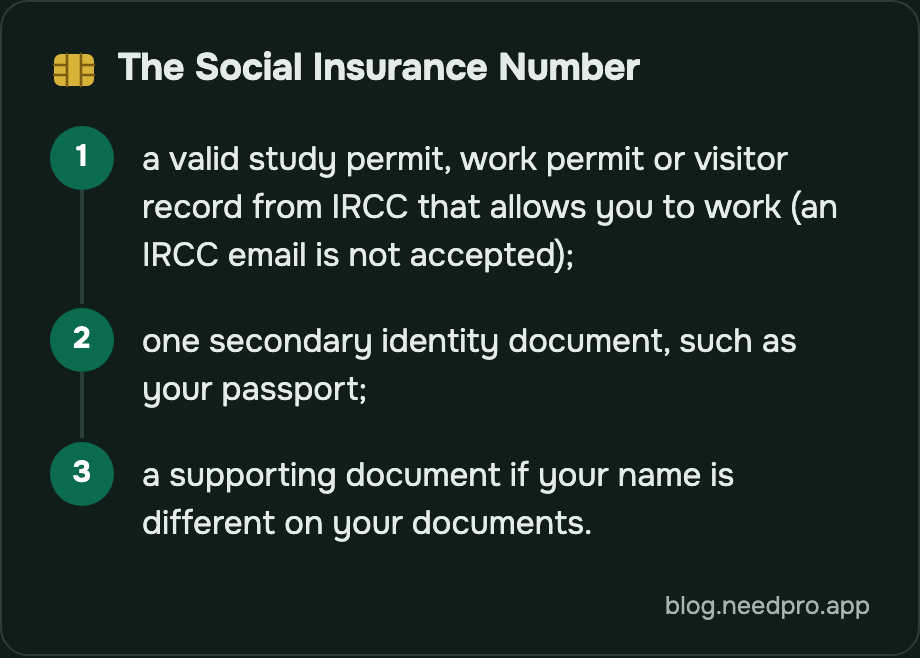 The Social Insurance Number
1
a valid study permit, work permit or visitor
record from IRCC that allows you to work (an
IRCC email is not accepted);
2
one secondary identity document, such as
your passport;
3
a supporting document if your name is
different on your documents.
blog.needpro.app